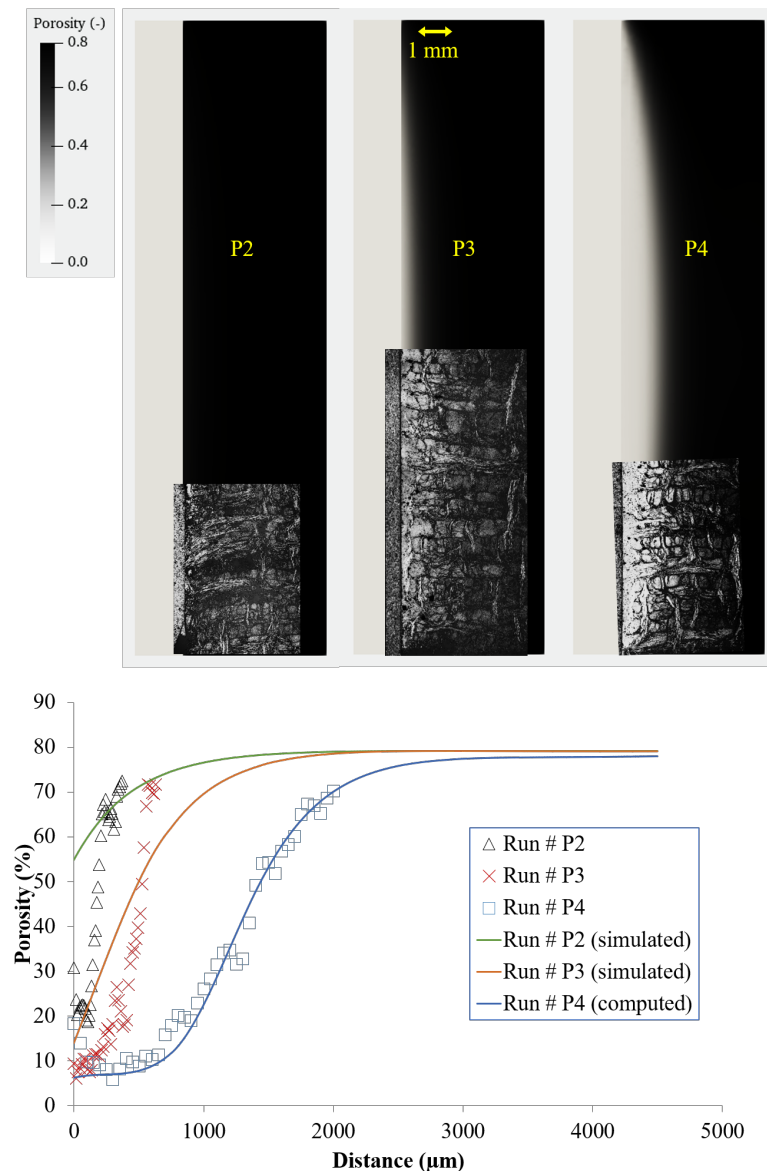 Porosity (-)
0.8
0.6
0.4
0.2
0.0
1 mm
P2
P3
P4
90
80
70
60
50
40
30
20
10
0
Porosity (%)
0
1000
2000
3000
4000
5000
Distance (µm)
Run # P2
Run # P3
Run # P4
Run # P2 (simulated)
Run # P3 (simulated)
Run # P4 (computed)